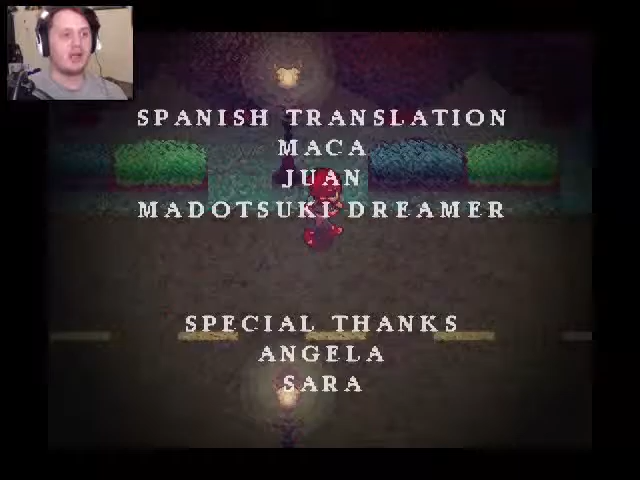 SPANISH TRANSLATION
MACA
JUAN
MADOTSUKI DREAMER
SPECIAL THANKS
ANGELA
SARA